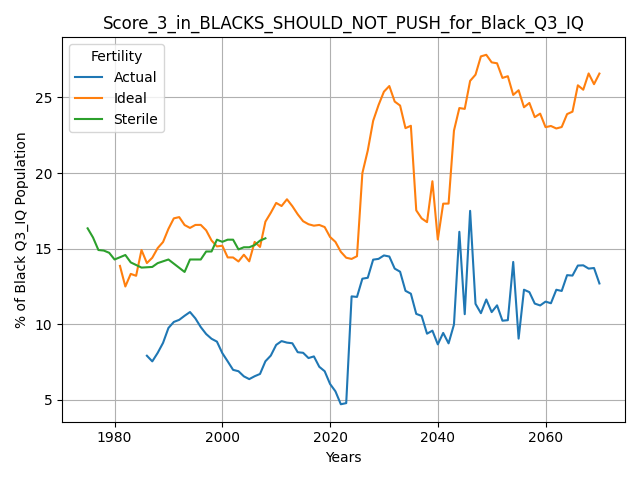 Score_3_in_BLACKS_SHOULD_NOT_PUSH_for_Black_Q3_IQ
Fertility
Actual
Ideal
Sterile
% of Black Q3_IQ Population
25
20
15
10
5
1980 2000 2020 2040 2060
Years